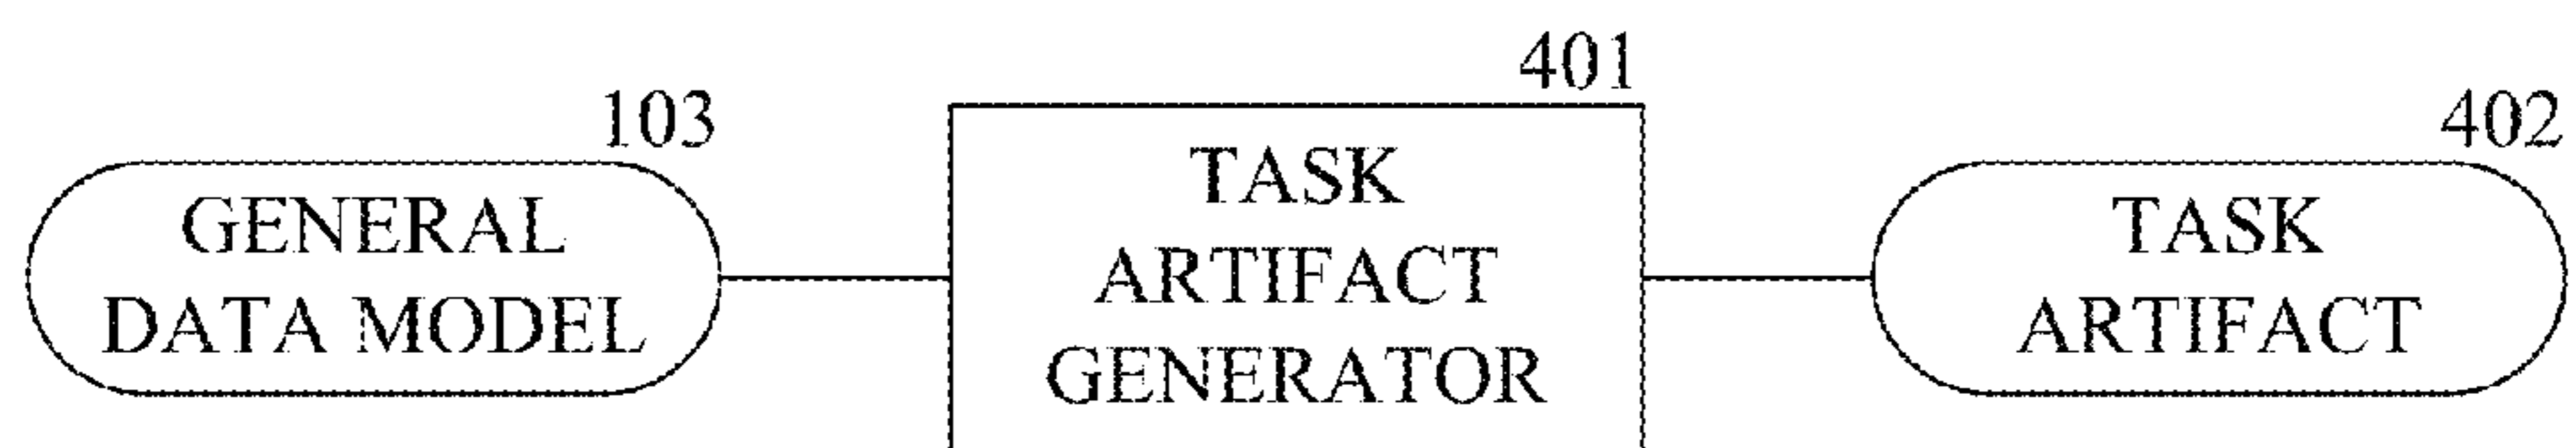 103
GENERAL
DATA MODEL
401
TASK
ARTIFACT
GENERATOR
402
TASK
ARTIFACT